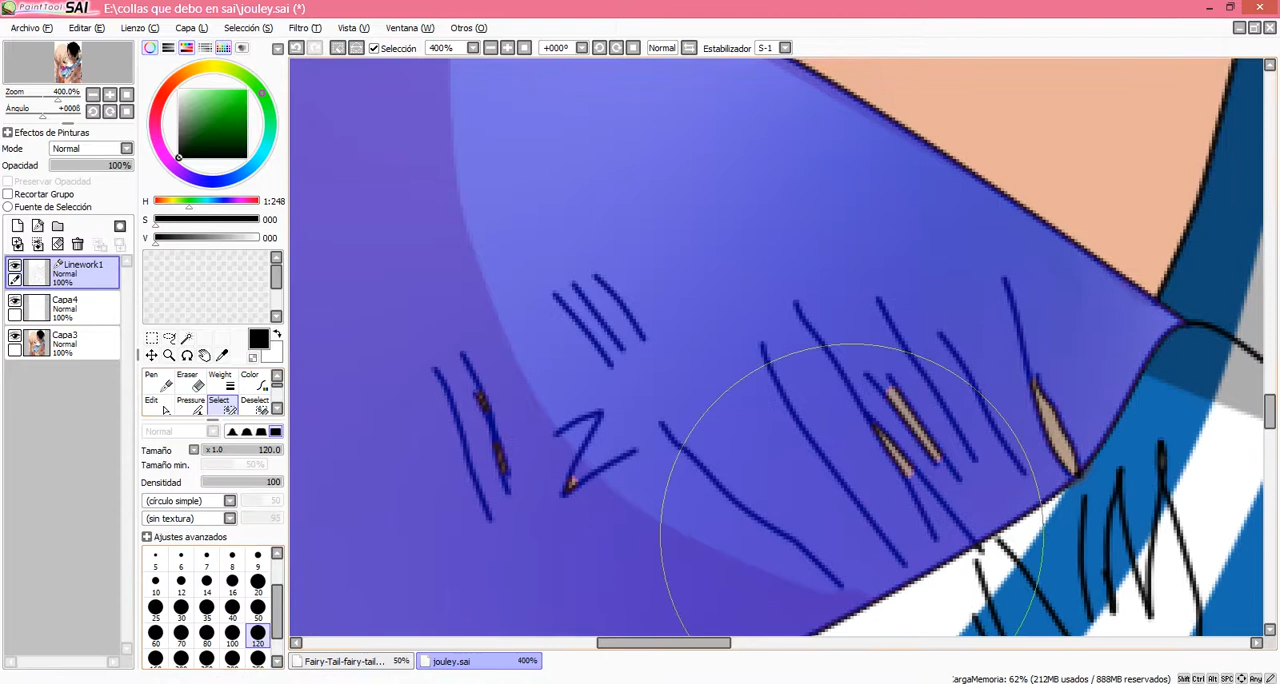 PaintTool SAI E:\collas que debo en sai\jouley.sai (*)
Archivo (F) Editar (E) Lienzo (C) Capa (L) Selección (S) Filtro (T) Vista (V) Ventana (W) Otros (O)
Selección 400% +000º Normal Estabilizador S-1
Zoom 400.0%
Ángulo +000ß
Efectos de Pinturas
Mode Normal
Opacidad 100%
Preservar Opacidad
Recortar Grupo
Fuente de Selección
Linework1
Normal
100%
Capa4
Normal
100%
Capa3
Normal
100%
H 1:248
S 000
V 000
Pen Eraser Weight Color
Edit Pressure Select Deselect
Normal
Tamaño x 1.0 120.0
Tamaño min. 50%
Densidad 100
(círculo simple) 50
(sin textura) 95
Ajustes avanzados
5 6 7 8 9
10 12 14 16 20
25 30 35 40 50
60 70 80 100 120
Fairy-Tail-fairy-tail... 50% jouley.sai 400%
cargaMemoria: 62% (212MB usados / 888MB reservados) Shift Ctrl Alt SPC Any